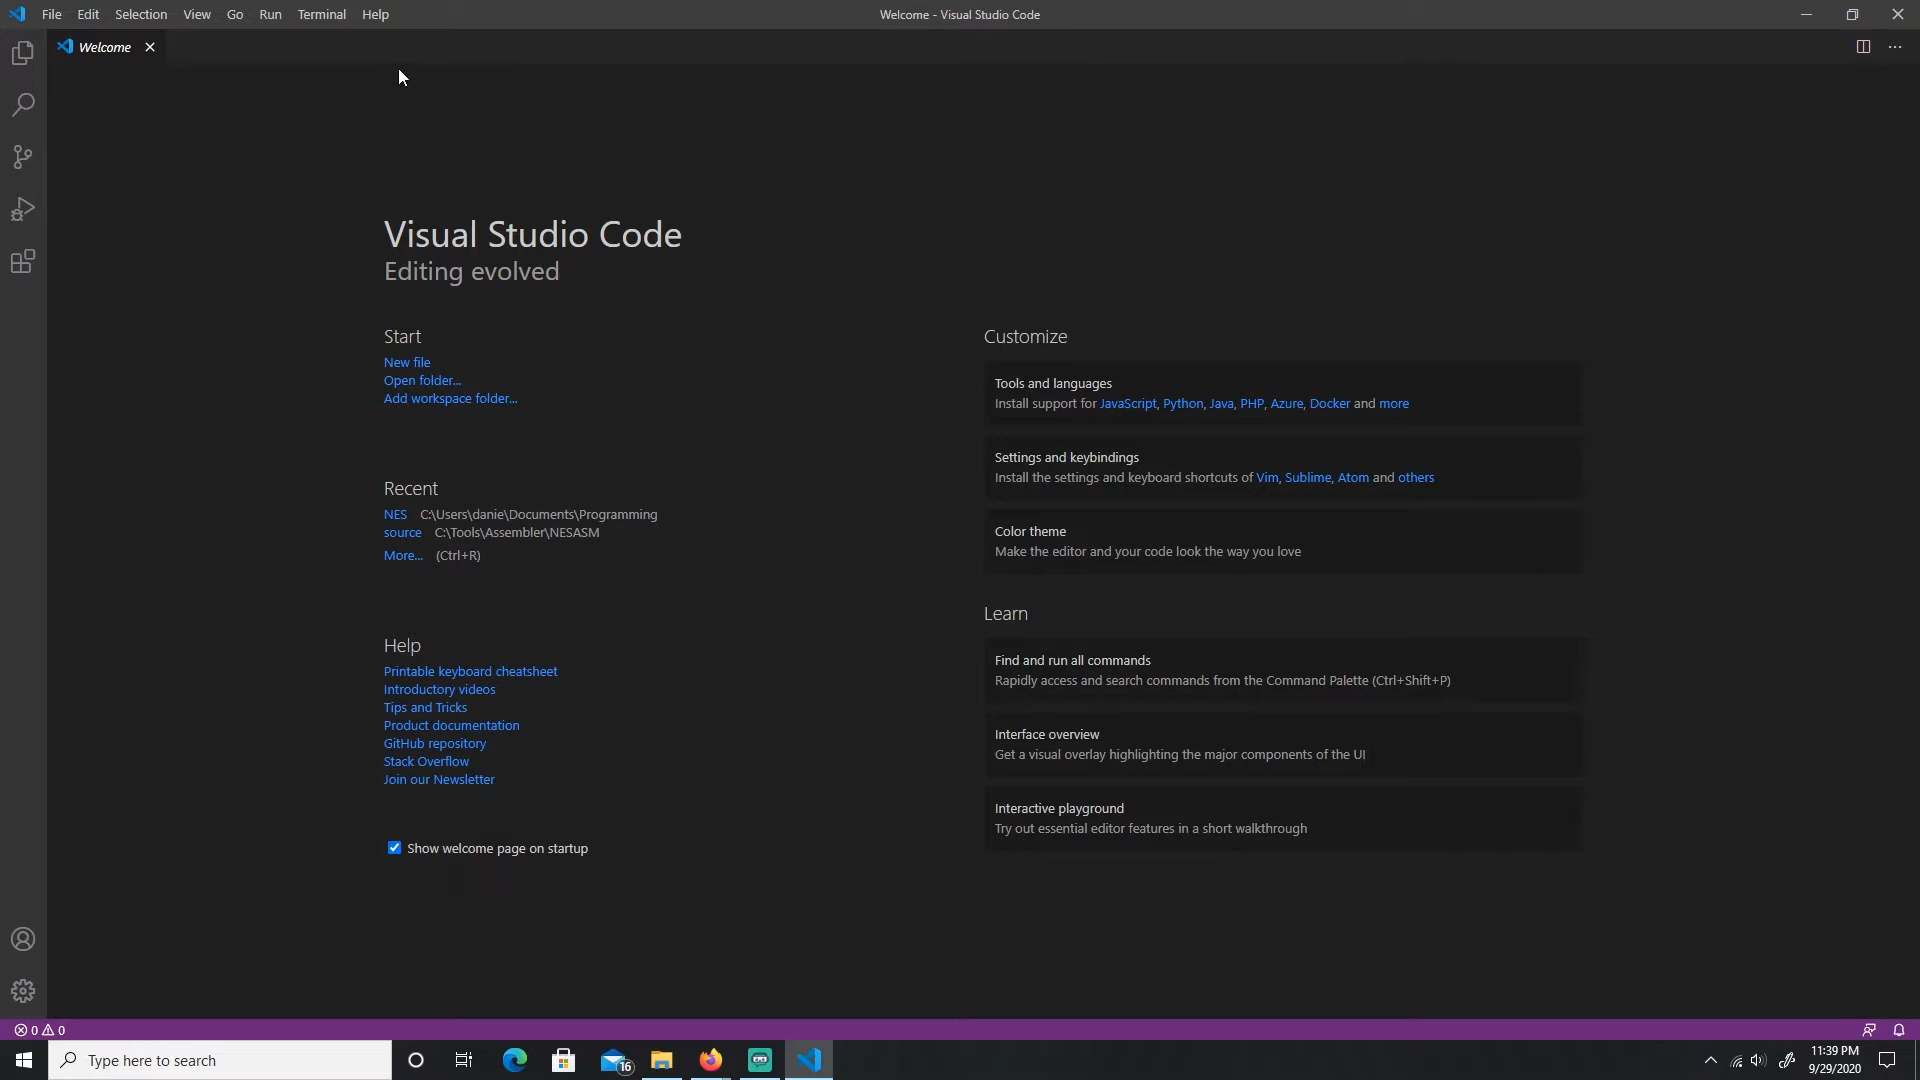 File Edit Selection View Go Run Terminal Help
Welcome - Visual Studio Code
Welcome
Visual Studio Code
Editing evolved
Start
New file
Open folder...
Add workspace folder...
Recent
NES C:\Users\danie\Documents\Programming
source C:\Tools\Assembler\NESASM
More... (Ctrl+R)
Help
Printable keyboard cheatsheet
Introductory videos
Tips and Tricks
Product documentation
GitHub repository
Stack Overflow
Join our Newsletter
Show welcome page on startup
Customize
Tools and languages
Install support for JavaScript, Python, Java, PHP, Azure, Docker and more
Settings and keybindings
Install the settings and keyboard shortcuts of Vim, Sublime, Atom and others
Color theme
Make the editor and your code look the way you love
Learn
Find and run all commands
Rapidly access and search commands from the Command Palette (Ctrl+Shift+P)
Interface overview
Get a visual overlay highlighting the major components of the UI
Interactive playground
Try out essential editor features in a short walkthrough
0 0
Type here to search
16
11:39 PM
9/29/2020